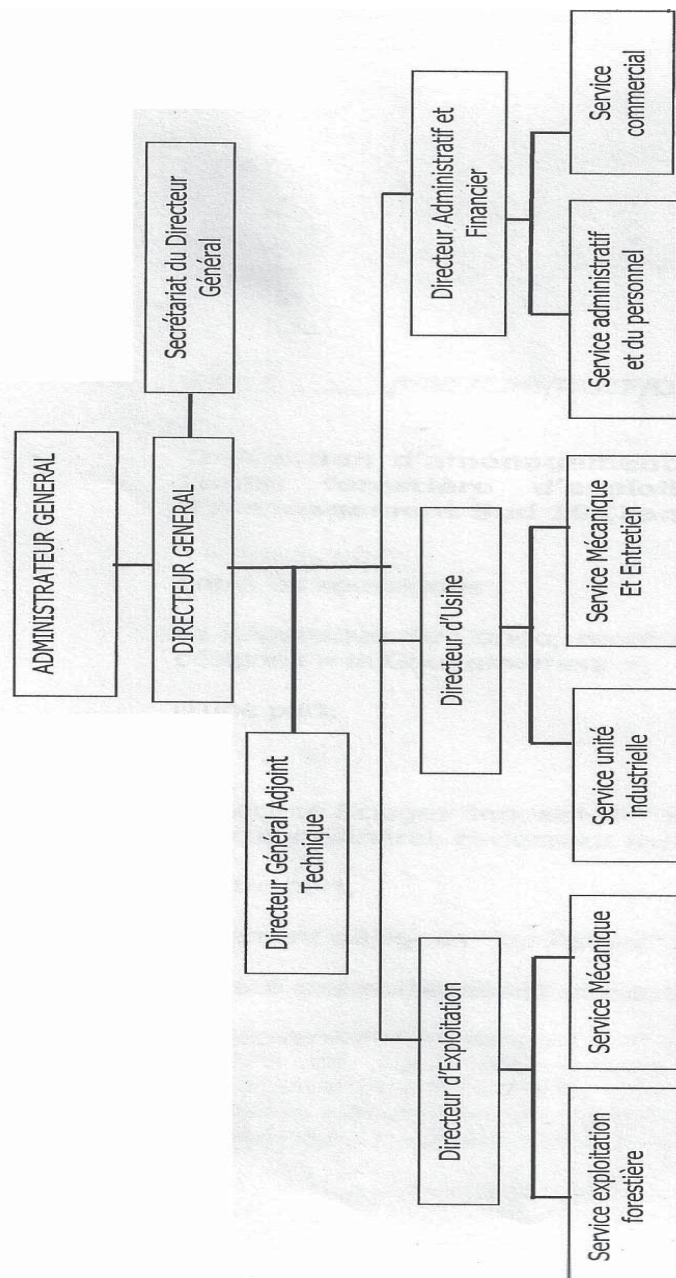 ADMINISTRATEUR GENERAL
DIRECTEUR GENERAL
Secrétariat du Directeur
Général
Directeur Général Adjoint
Technique
Directeur d'Exploitation
Directeur d'Usine
Directeur Administratif et
Financier
Service exploitation
forestière
Service Mécanique
Service unité
industrielle
Service Mécanique
Et Entretien
Service administratif
et du personnel
Service
commercial